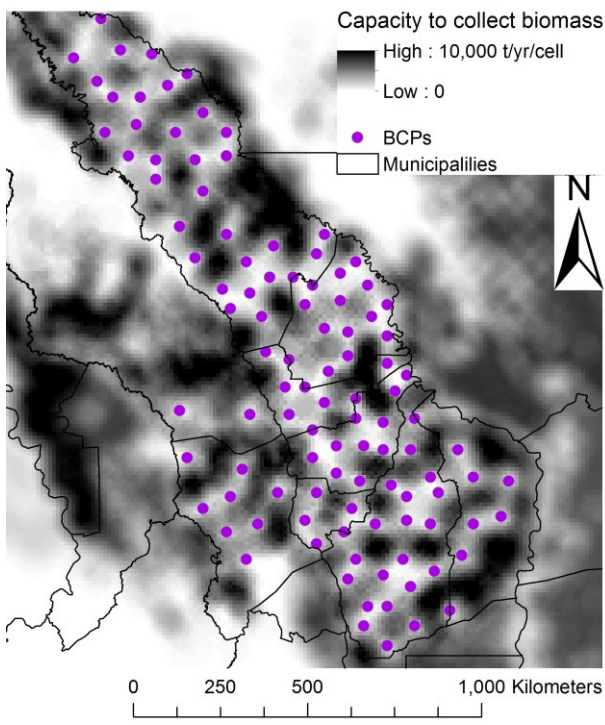 Capacity to collect biomass
High : 10,000 t/yr/cell
Low : 0
BCPs
Municipalilies
N
0 250 500 1,000 Kilometers